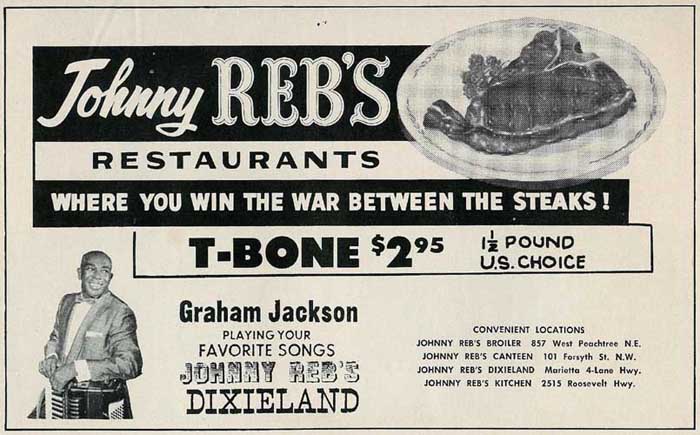 Johnny REB'S
RESTAURANTS
WHERE YOU WIN THE WAR BETWEEN THE STEAKS!
T-BONE $2.95 1½ POUND
U.S. CHOICE
Graham Jackson
PLAYING YOUR
FAVORITE SONGS
JOHNNY REB'S
DIXIELAND
CONVENIENT LOCATIONS
JOHNNY REB'S BROILER 857 West Peachtree N.E.
JOHNNY REB'S CANTEEN 101 Forsyth St. N.W.
JOHNNY REB'S DIXIELAND Marietta 4-Lane Hwy.
JOHNNY REB'S KITCHEN 2515 Roosevelt Hwy.